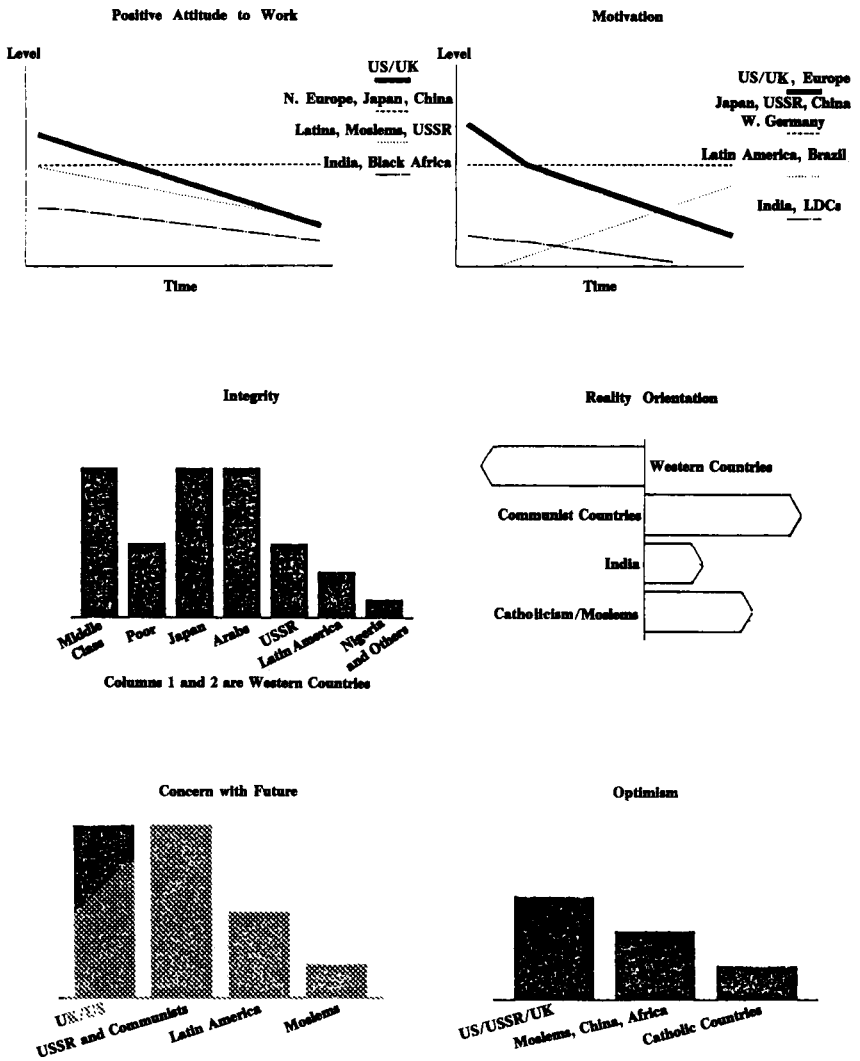 Positive Attitude to Work
Level
US/UK
N. Europe, Japan, China
Latins, Moslems, USSR
India, Black Africa
Time
Motivation
Level
US/UK, Europe
Japan, USSR, China
W. Germany
Latin America, Brazil
India, LDCs
Time
Integrity
Middle
Class
Poor
Japan
Arabs
USSR
Latin America
Nigeria
and Others
Columns 1 and 2 are Western Countries
Reality Orientation
Western Countries
Communist Countries
India
Catholicism/Moslems
Concern with Future
USSR and Communists
Latin America
Moslems
Optimism
US/USSR/UK
Moslems, China, Africa
Catholic Countries